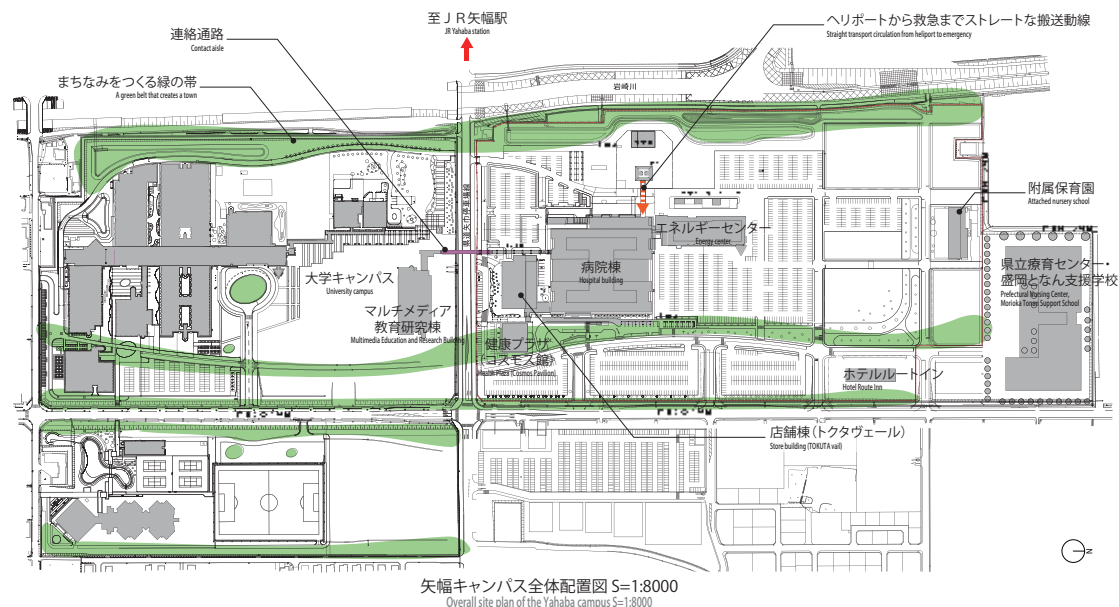 至ＪＲ矢幅駅
JR Yahaba station
連絡通路
Contact aisle
ヘリポートから救急までストレートな搬送動線
Straight transport circulation from heliport to emergency
まちなみをつくる緑の帯
A green belt that creates a town
岩崎川
県道矢巾停車場線
附属保育園
Attached nursery school
エネルギーセンター
Energy center
大学キャンパス
University campus
病院棟
Hospital building
県立療育センター・
盛岡となん支援学校
Prefectural Nursing Center,
Morioka Tonan Support School
マルチメディア
教育研究棟
Multimedia Education and Research Building
健康プラザ
（コスモス館）
Health Plaza (Cosmos Pavilion)
ホテルルートイン
Hotel Route Inn
店舗棟（トクタヴェール）
Store building (TOKUTA vail)
N
矢幅キャンパス全体配置図 S=1:8000
Overall site plan of the Yahaba campus S=1:8000